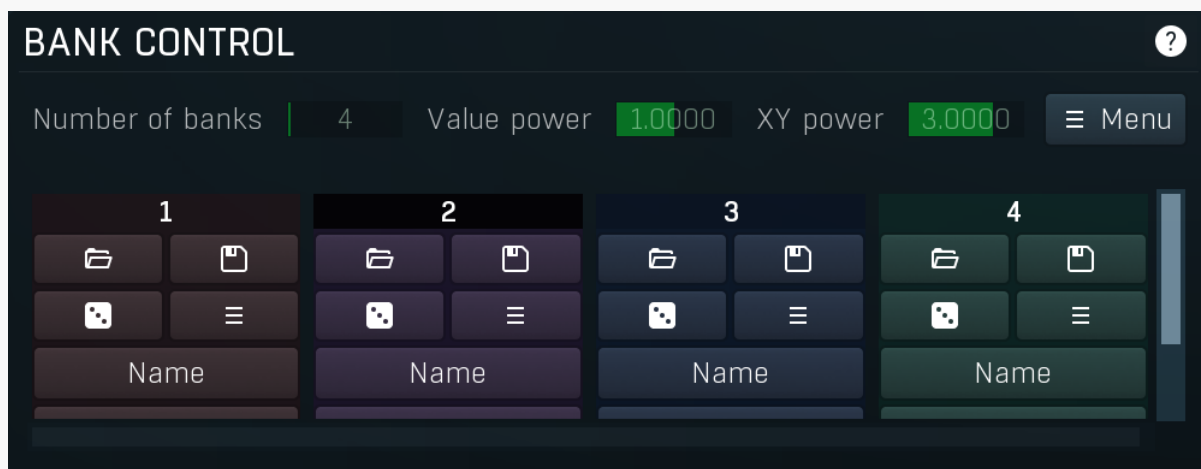 BANK CONTROL ?
Number of banks 4 Value power 1.0000 XY power 3.0000 Menu
1 2 3 4
Name Name Name Name